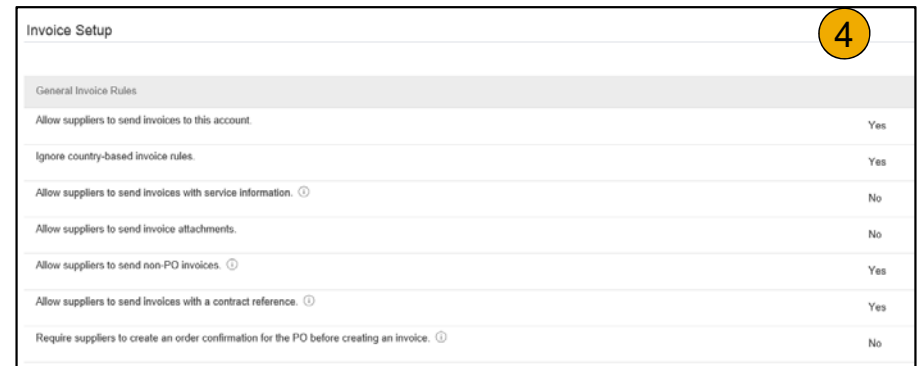 Invoice Setup
4
General Invoice Rules
Allow suppliers to send invoices to this account. Yes
Ignore country-based invoice rules. Yes
Allow suppliers to send invoices with service information. No
Allow suppliers to send invoice attachments. No
Allow suppliers to send non-PO invoices. Yes
Allow suppliers to send invoices with a contract reference. Yes
Require suppliers to create an order confirmation for the PO before creating an invoice. No